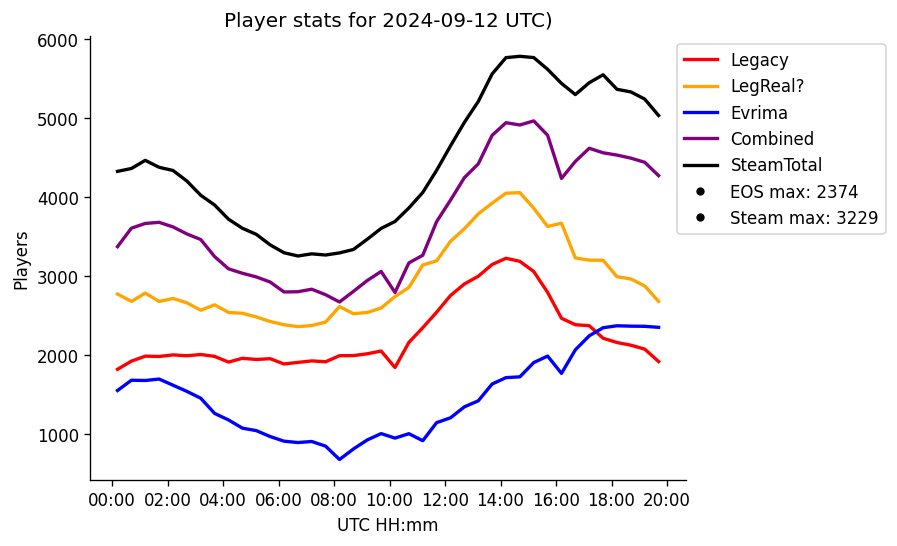 Player stats for 2024-09-12 UTC)
6000
5000
4000
3000
2000
1000
Players
00:00 02:00 04:00 06:00 08:00 10:00 12:00 14:00 16:00 18:00 20:00
UTC HH:mm
Legacy
LegReal?
Evrima
Combined
SteamTotal
EOS max: 2374
Steam max: 3229